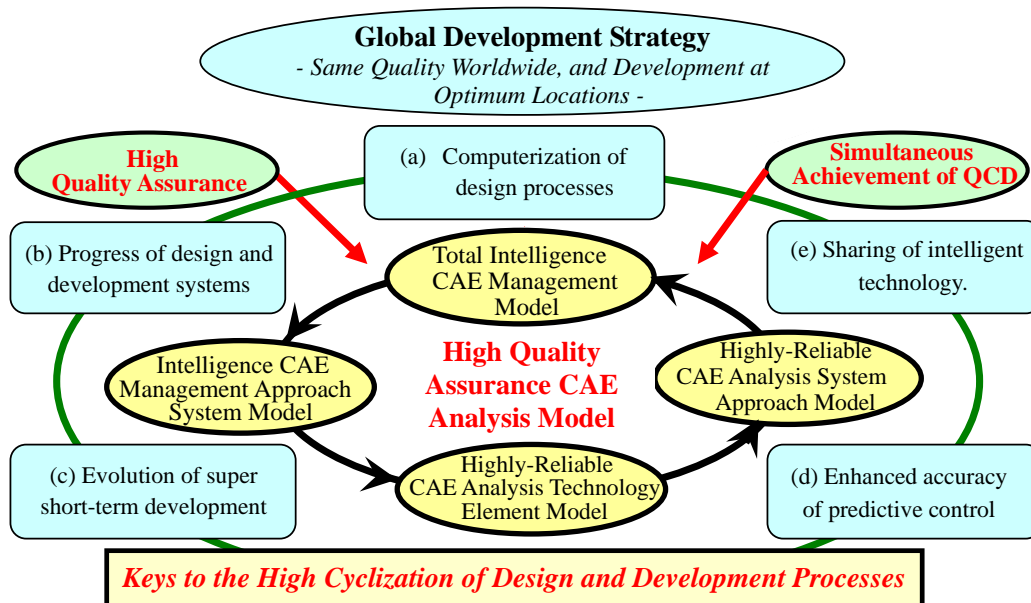 Global Development Strategy
- Same Quality Worldwide, and Development at
Optimum Locations -
High
Quality Assurance
(a) Computerization of
design processes
Simultaneous
Achievement of QCD
(b) Progress of design and
development systems
Total Intelligence
CAE Management
Model
(e) Sharing of intelligent
technology.
Intelligence CAE
Management Approach
System Model
High Quality
Assurance CAE
Analysis Model
Highly-Reliable
CAE Analysis System
Approach Model
(c) Evolution of super
short-term development
Highly-Reliable
CAE Analysis Technology
Element Model
(d) Enhanced accuracy
of predictive control
Keys to the High Cyclization of Design and Development Processes